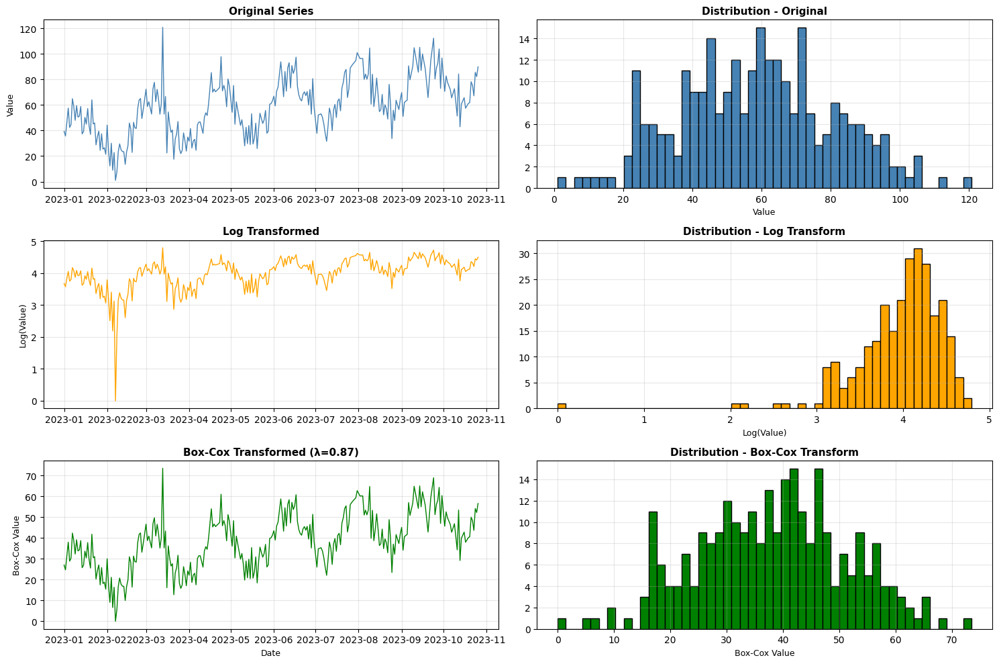 Original Series
Value
120
100
80
60
40
20
0
2023-01 2023-02 2023-03 2023-04 2023-05 2023-06 2023-07 2023-08 2023-09 2023-10 2023-11
Distribution - Original
14
12
10
8
6
4
2
0
0 20 40 60 80 100 120
Value
Log Transformed
Log(Value)
5
4
3
2
1
0
2023-01 2023-02 2023-03 2023-04 2023-05 2023-06 2023-07 2023-08 2023-09 2023-10 2023-11
Distribution - Log Transform
30
25
20
15
10
5
0
0 1 2 3 4 5
Log(Value)
Box-Cox Transformed (λ=0.87)
Box-Cox Value
70
60
50
40
30
20
10
0
2023-01 2023-02 2023-03 2023-04 2023-05 2023-06 2023-07 2023-08 2023-09 2023-10 2023-11
Date
Distribution - Box-Cox Transform
14
12
10
8
6
4
2
0
0 10 20 30 40 50 60 70
Box-Cox Value